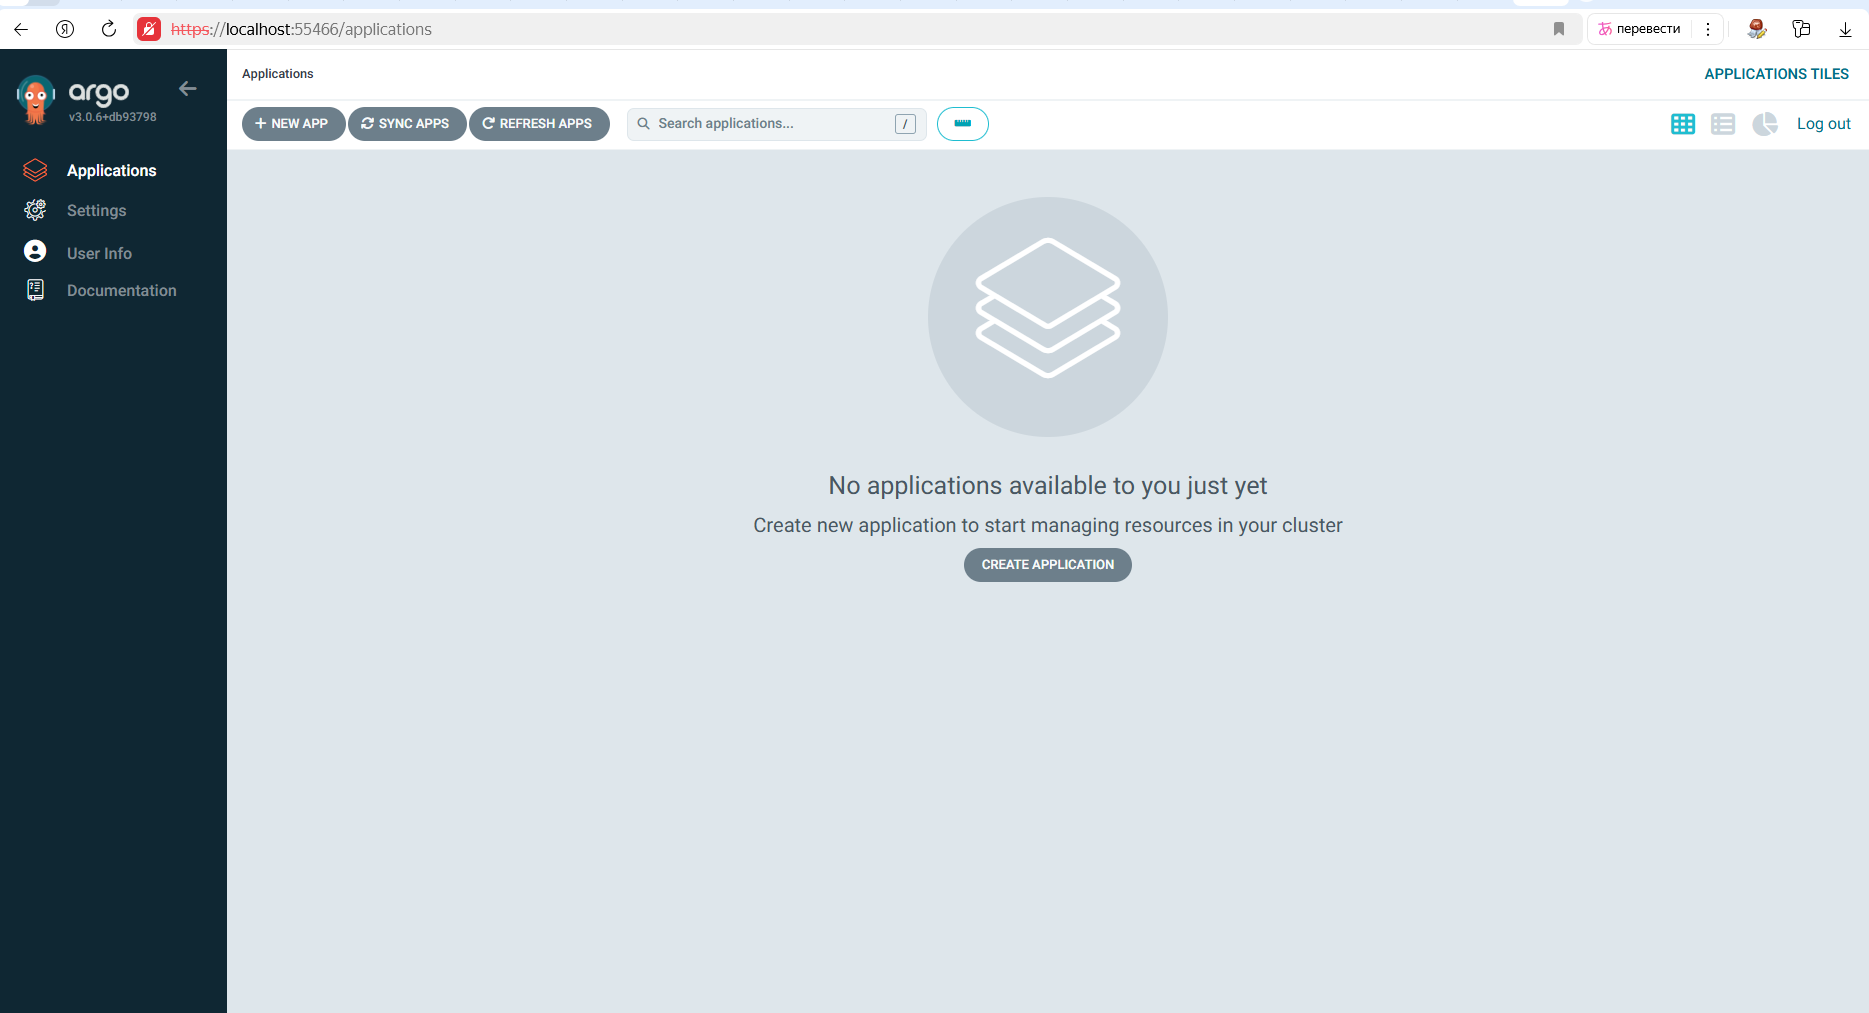 https://localhost:55466/applications
перевести
argo
v3.0.6+db93798
Applications
Settings
User Info
Documentation
Applications
APPLICATIONS TILES
NEW APP
SYNC APPS
REFRESH APPS
Search applications...
/
Log out
No applications available to you just yet
Create new application to start managing resources in your cluster
CREATE APPLICATION